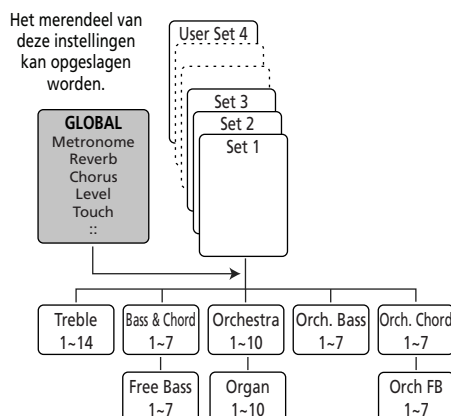 Het merendeel van
deze instellingen
kan opgeslagen
worden.
User Set 4
Set 3
Set 2
Set 1
GLOBAL
Metronome
Reverb
Chorus
Level
Touch
::
Treble
1~14
Bass & Chord
1~7
Orchestra
1~10
Orch. Bass
1~7
Orch. Chord
1~7
Free Bass
1~7
Organ
1~10
Orch FB
1~7